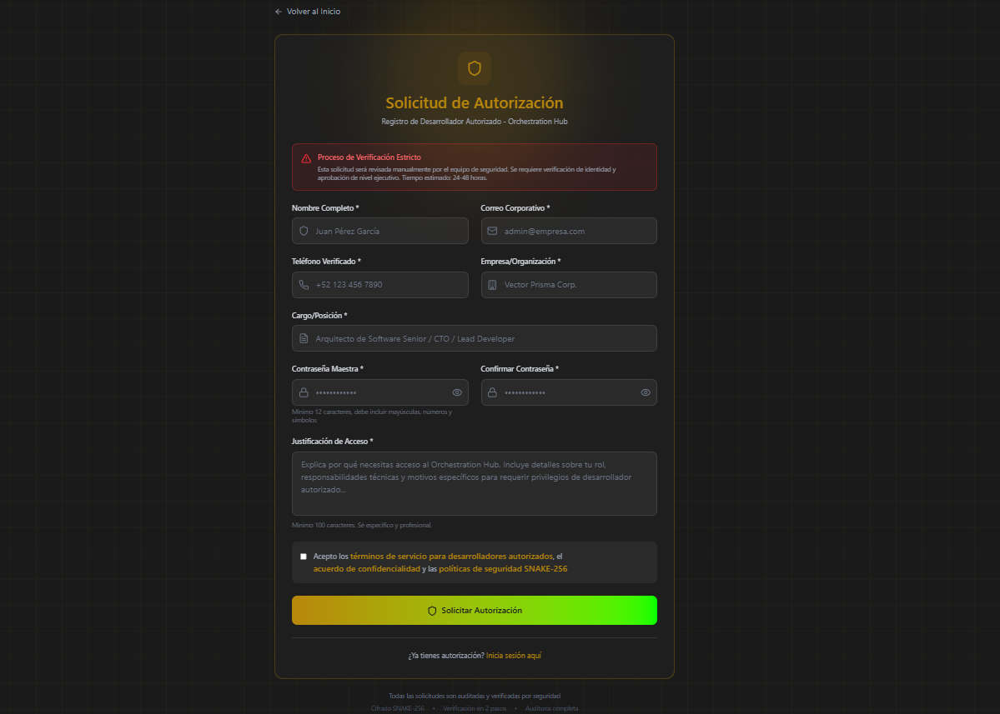 Volver al Inicio
Solicitud de Autorización
Registro de Desarrollador Autorizado - Orchestration Hub
Proceso de Verificación Estricto
Esta solicitud será revisada manualmente por el equipo de seguridad. Se requiere verificación de identidad y
aprobación de nivel ejecutivo. Tiempo estimado: 24-48 horas.
Nombre Completo *
Correo Corporativo *
Juan Pérez García
admin@empresa.com
Teléfono Verificado *
Empresa/Organización *
+52 123 456 7890
Vector Prisma Corp.
Cargo/Posición *
Arquitecto de Software Senior / CTO / Lead Developer
Contraseña Maestra *
Confirmar Contraseña *
••••••••••••
••••••••••••
Mínimo 12 caracteres, debe incluir mayúsculas, números y
símbolos
Justificación de Acceso *
Explica por qué necesitas acceso al Orchestration Hub. Incluye detalles sobre tu rol,
responsabilidades técnicas y motivos específicos para requerir privilegios de desarrollador
autorizado...
Mínimo 100 caracteres. Sé específico y profesional.
Acepto los términos de servicio para desarrolladores autorizados, el
acuerdo de confidencialidad y las políticas de seguridad SNAKE-256
Solicitar Autorización
¿Ya tienes autorización? Inicia sesión aquí
Todas las solicitudes son auditadas y verificadas por seguridad
Cifrado SNAKE-256 • Verificación en 2 pasos • Auditoría completa